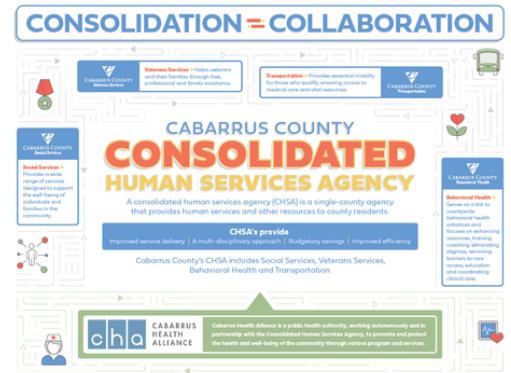 CONSOLIDATION = COLLABORATION
CABARRUS COUNTY
Veterans Services
Veterans Services • Helps veterans
and their families through free,
professional and timely assistance.
Transportation • Provides essential mobility
for those who qualify, ensuring access to
medical care and vital resources.
CABARRUS COUNTY
Transportation
CABARRUS COUNTY
Social Services
Social Services •
Provides a wide
range of services
designed to support
the well-being of
individuals and
families in the
community.
CABARRUS COUNTY
CONSOLIDATED
HUMAN SERVICES AGENCY
A consolidated human services agency (CHSA) is a single-county agency
that provides human services and other resources to county residents.
CHSA's provide
Improved service delivery | A multi-disciplinary approach | Budgetary savings | Improved efficiency
Cabarrus County's CHSA includes Social Services, Veterans Services,
Behavioral Health and Transportation.
CABARRUS COUNTY
Behavioral Health
Behavioral Health •
Serves as a link to
countywide
behavioral health
initiatives and
focuses on enhancing
resources, training,
coaching, eliminating
stigmas, removing
barriers to care
access, education and
coordinating
clinical care.
cha
CABARRUS
HEALTH
ALLIANCE
Cabarrus Health Alliance is a public health authority, working autonomously and in
partnership with the Consolidated Human Services Agency, to promote and protect
the health and well-being of the community through various program and services.